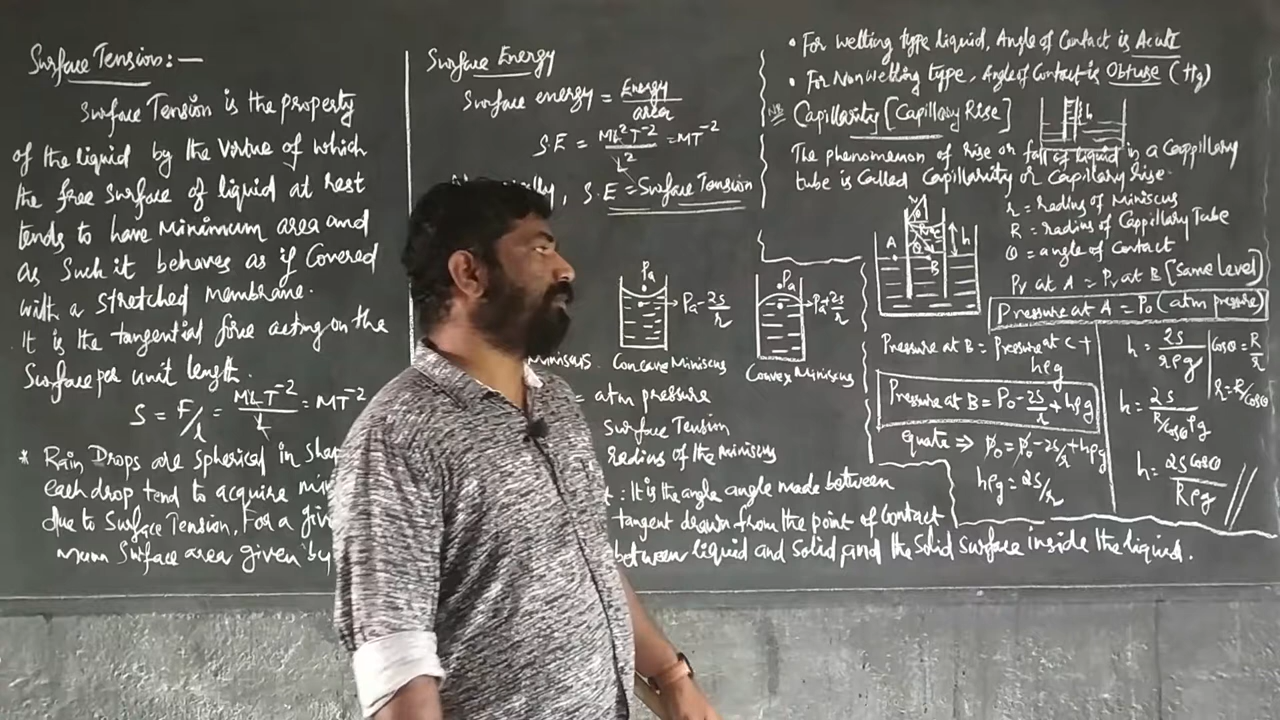 Surface Tension:—
Surface Tension is the property
of the liquid by the virtue of which
the free surface of liquid at rest
tends to have Minimum area and
as Such it behaves as if Covered
with a stretched membrane.
It is the tangential force acting on the
Surface per unit length.
S = F/l = MLT⁻²/L = MT⁻²
* Rain Drops are Spherical in
each drop tend to acquire
due to Surface Tension. For a
mum Surface area given by
Surface Energy
Surface energy = Energy/area
S.E = ML²T⁻²/L² = MT⁻²
S.E = Surface Tension
Pa
→ Pa - 2s/r
Pa
→ Pa + 2s/r
Miniscus
Concave Miniscus
Convex Miniscus
= atm pressure
Surface Tension
radius of the Miniscus
: It is the angle angle made between
tangent drawn from the point of Contact
between liquid and Solid and the Solid surface inside the liquid.
• For wetting type liquid, Angle of Contact is Acute
• For Non wetting type, Angle of Contact is Obtuse (Hg)
NB Capillarity [Capillary Rise]
h
The phenomenon of rise or fall of liquid in a Cappillary
tube is Called Capillarity or Capillary Rise.
r = radius of Miniscus
R = radius of Cappillary Tube
θ = angle of Contact
A
B
h
Pr at A = Pr at B [Same level]
Pressure at A = P₀ (atm pressure)
Pressure at B = Pressure at C +
hρg
Pressure at B = P₀ - 2s/r + hρg
equate ⇒ P₀ = P₀ - 2s/r + hρg
hρg = 2s/r
h = 2s/rρg
h = 2s/(R/cosθ)ρg
h = 2s cosθ/Rρg
cosθ = R/r
r = R/cosθ